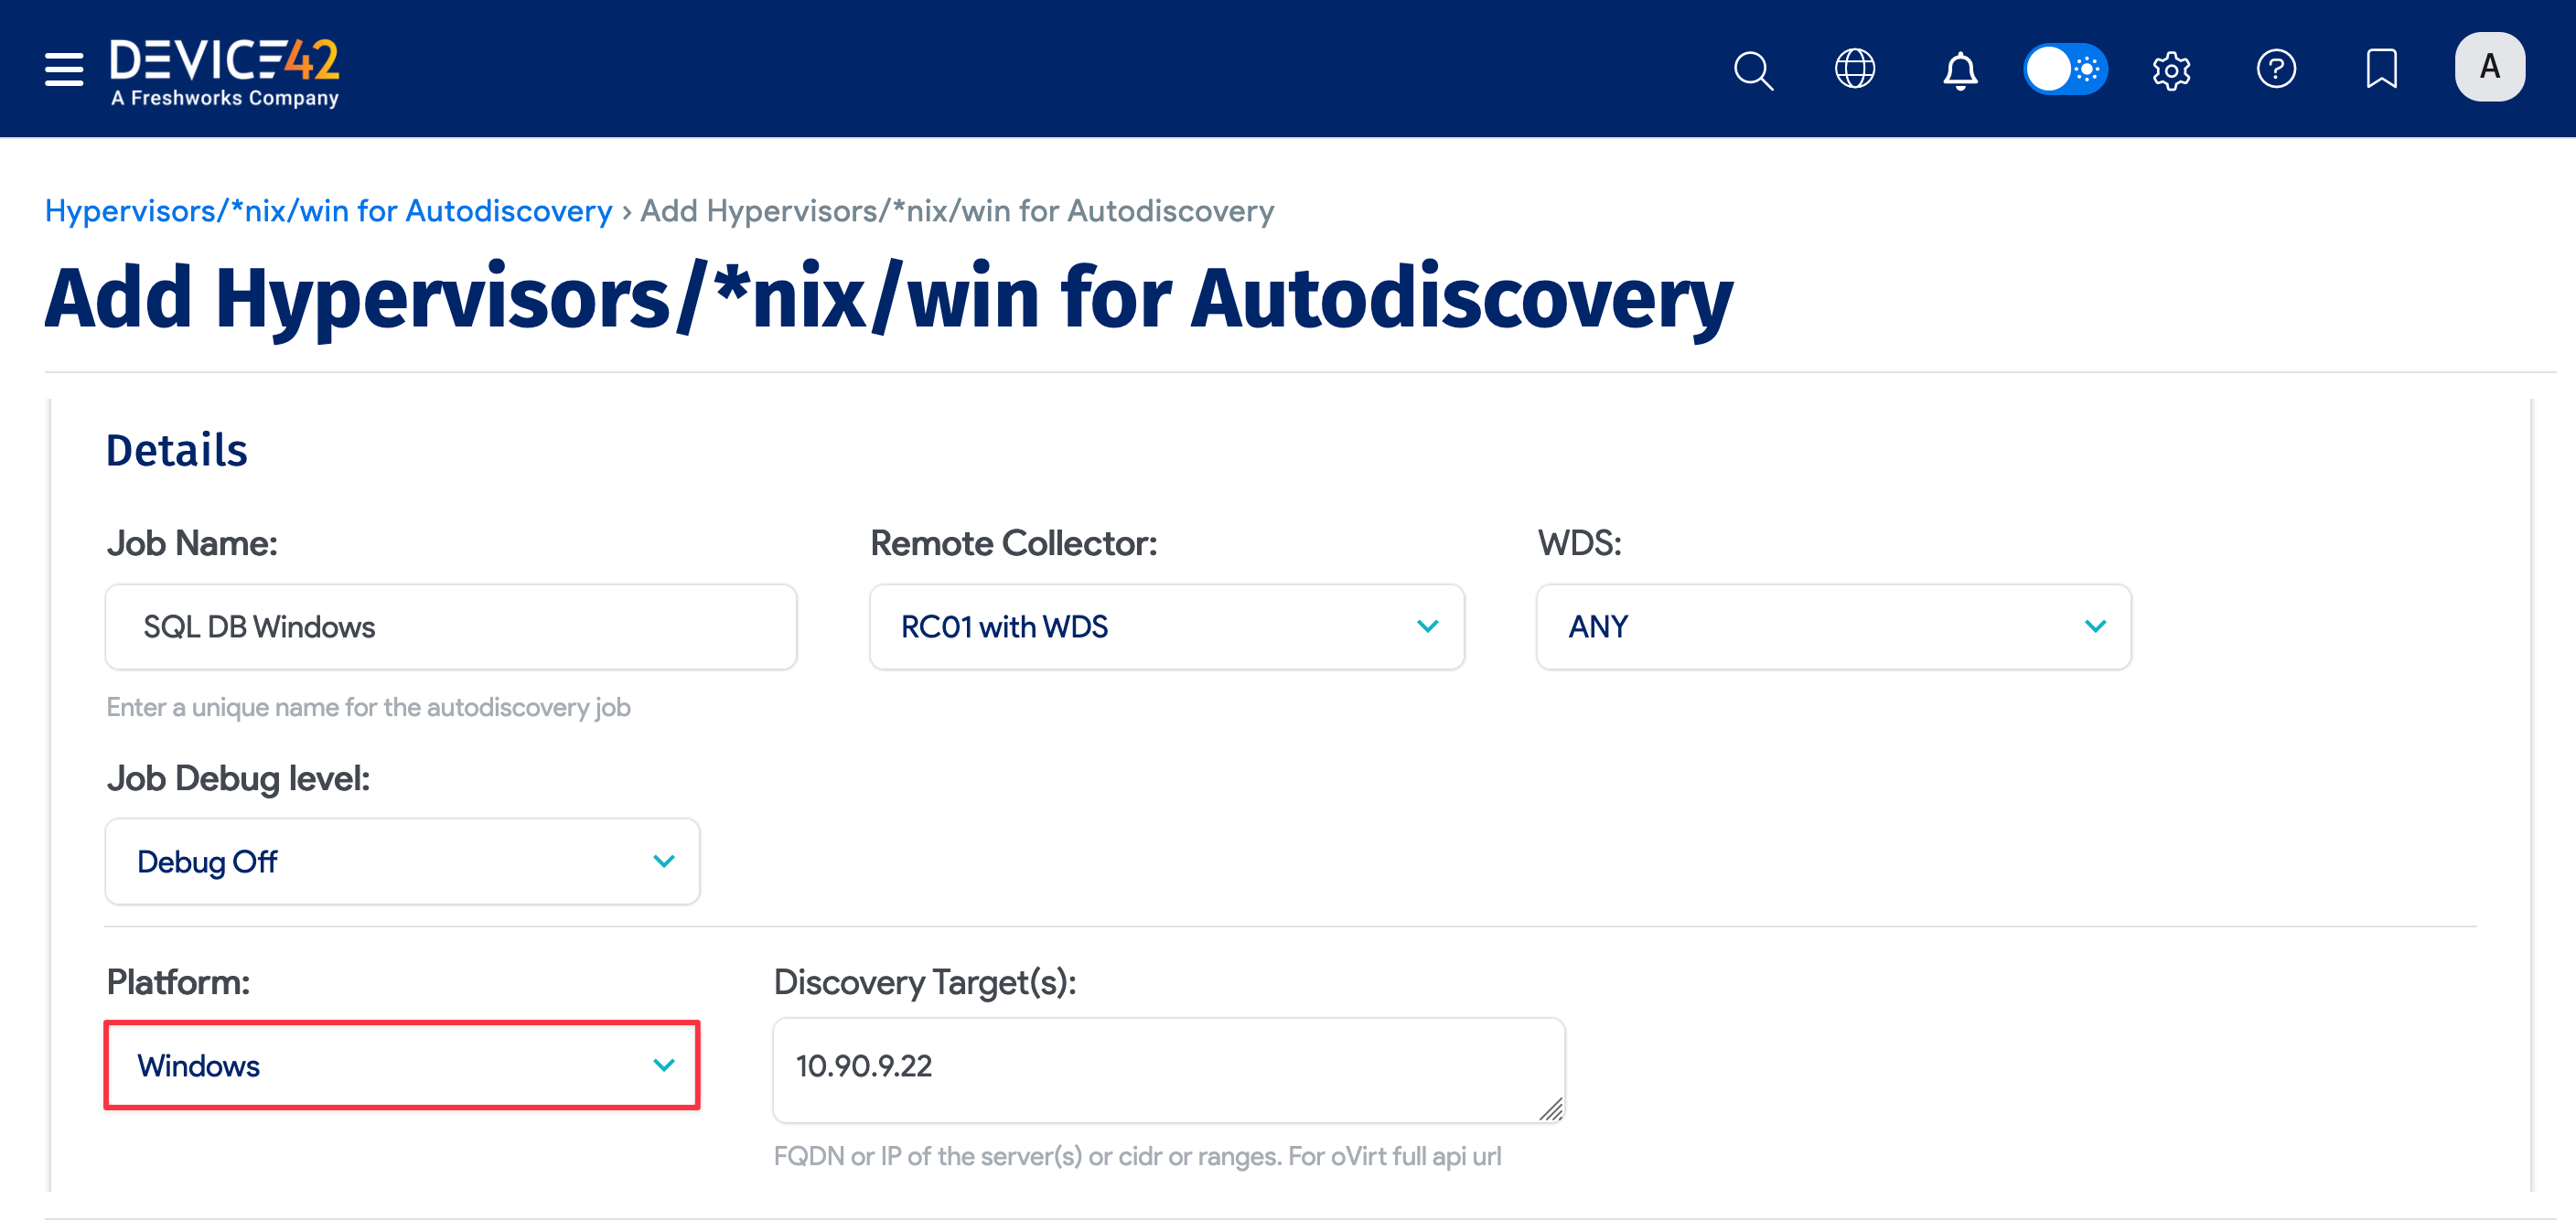 DEVICE42
A Freshworks Company
A
Hypervisors/*nix/win for Autodiscovery › Add Hypervisors/*nix/win for Autodiscovery
Add Hypervisors/*nix/win for Autodiscovery
Details
Job Name:
Remote Collector:
WDS:
SQL DB Windows
RC01 with WDS
ANY
Enter a unique name for the autodiscovery job
Job Debug level:
Debug Off
Platform:
Discovery Target(s):
Windows
10.90.9.22
FQDN or IP of the server(s) or cidr or ranges. For oVirt full api url